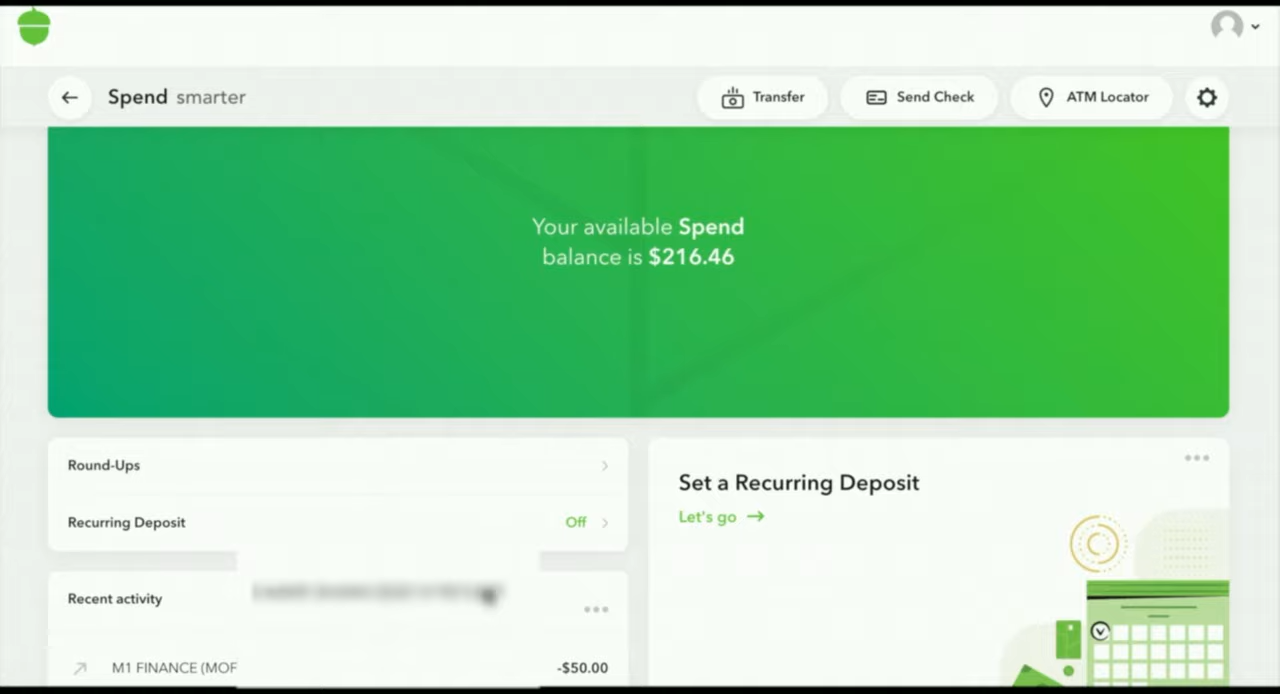 Spend smarter
Transfer
Send Check
ATM Locator
Your available Spend
balance is $216.46
Round-Ups
Recurring Deposit Off
Set a Recurring Deposit
Let's go
Recent activity
M1 FINANCE (MOF -$50.00